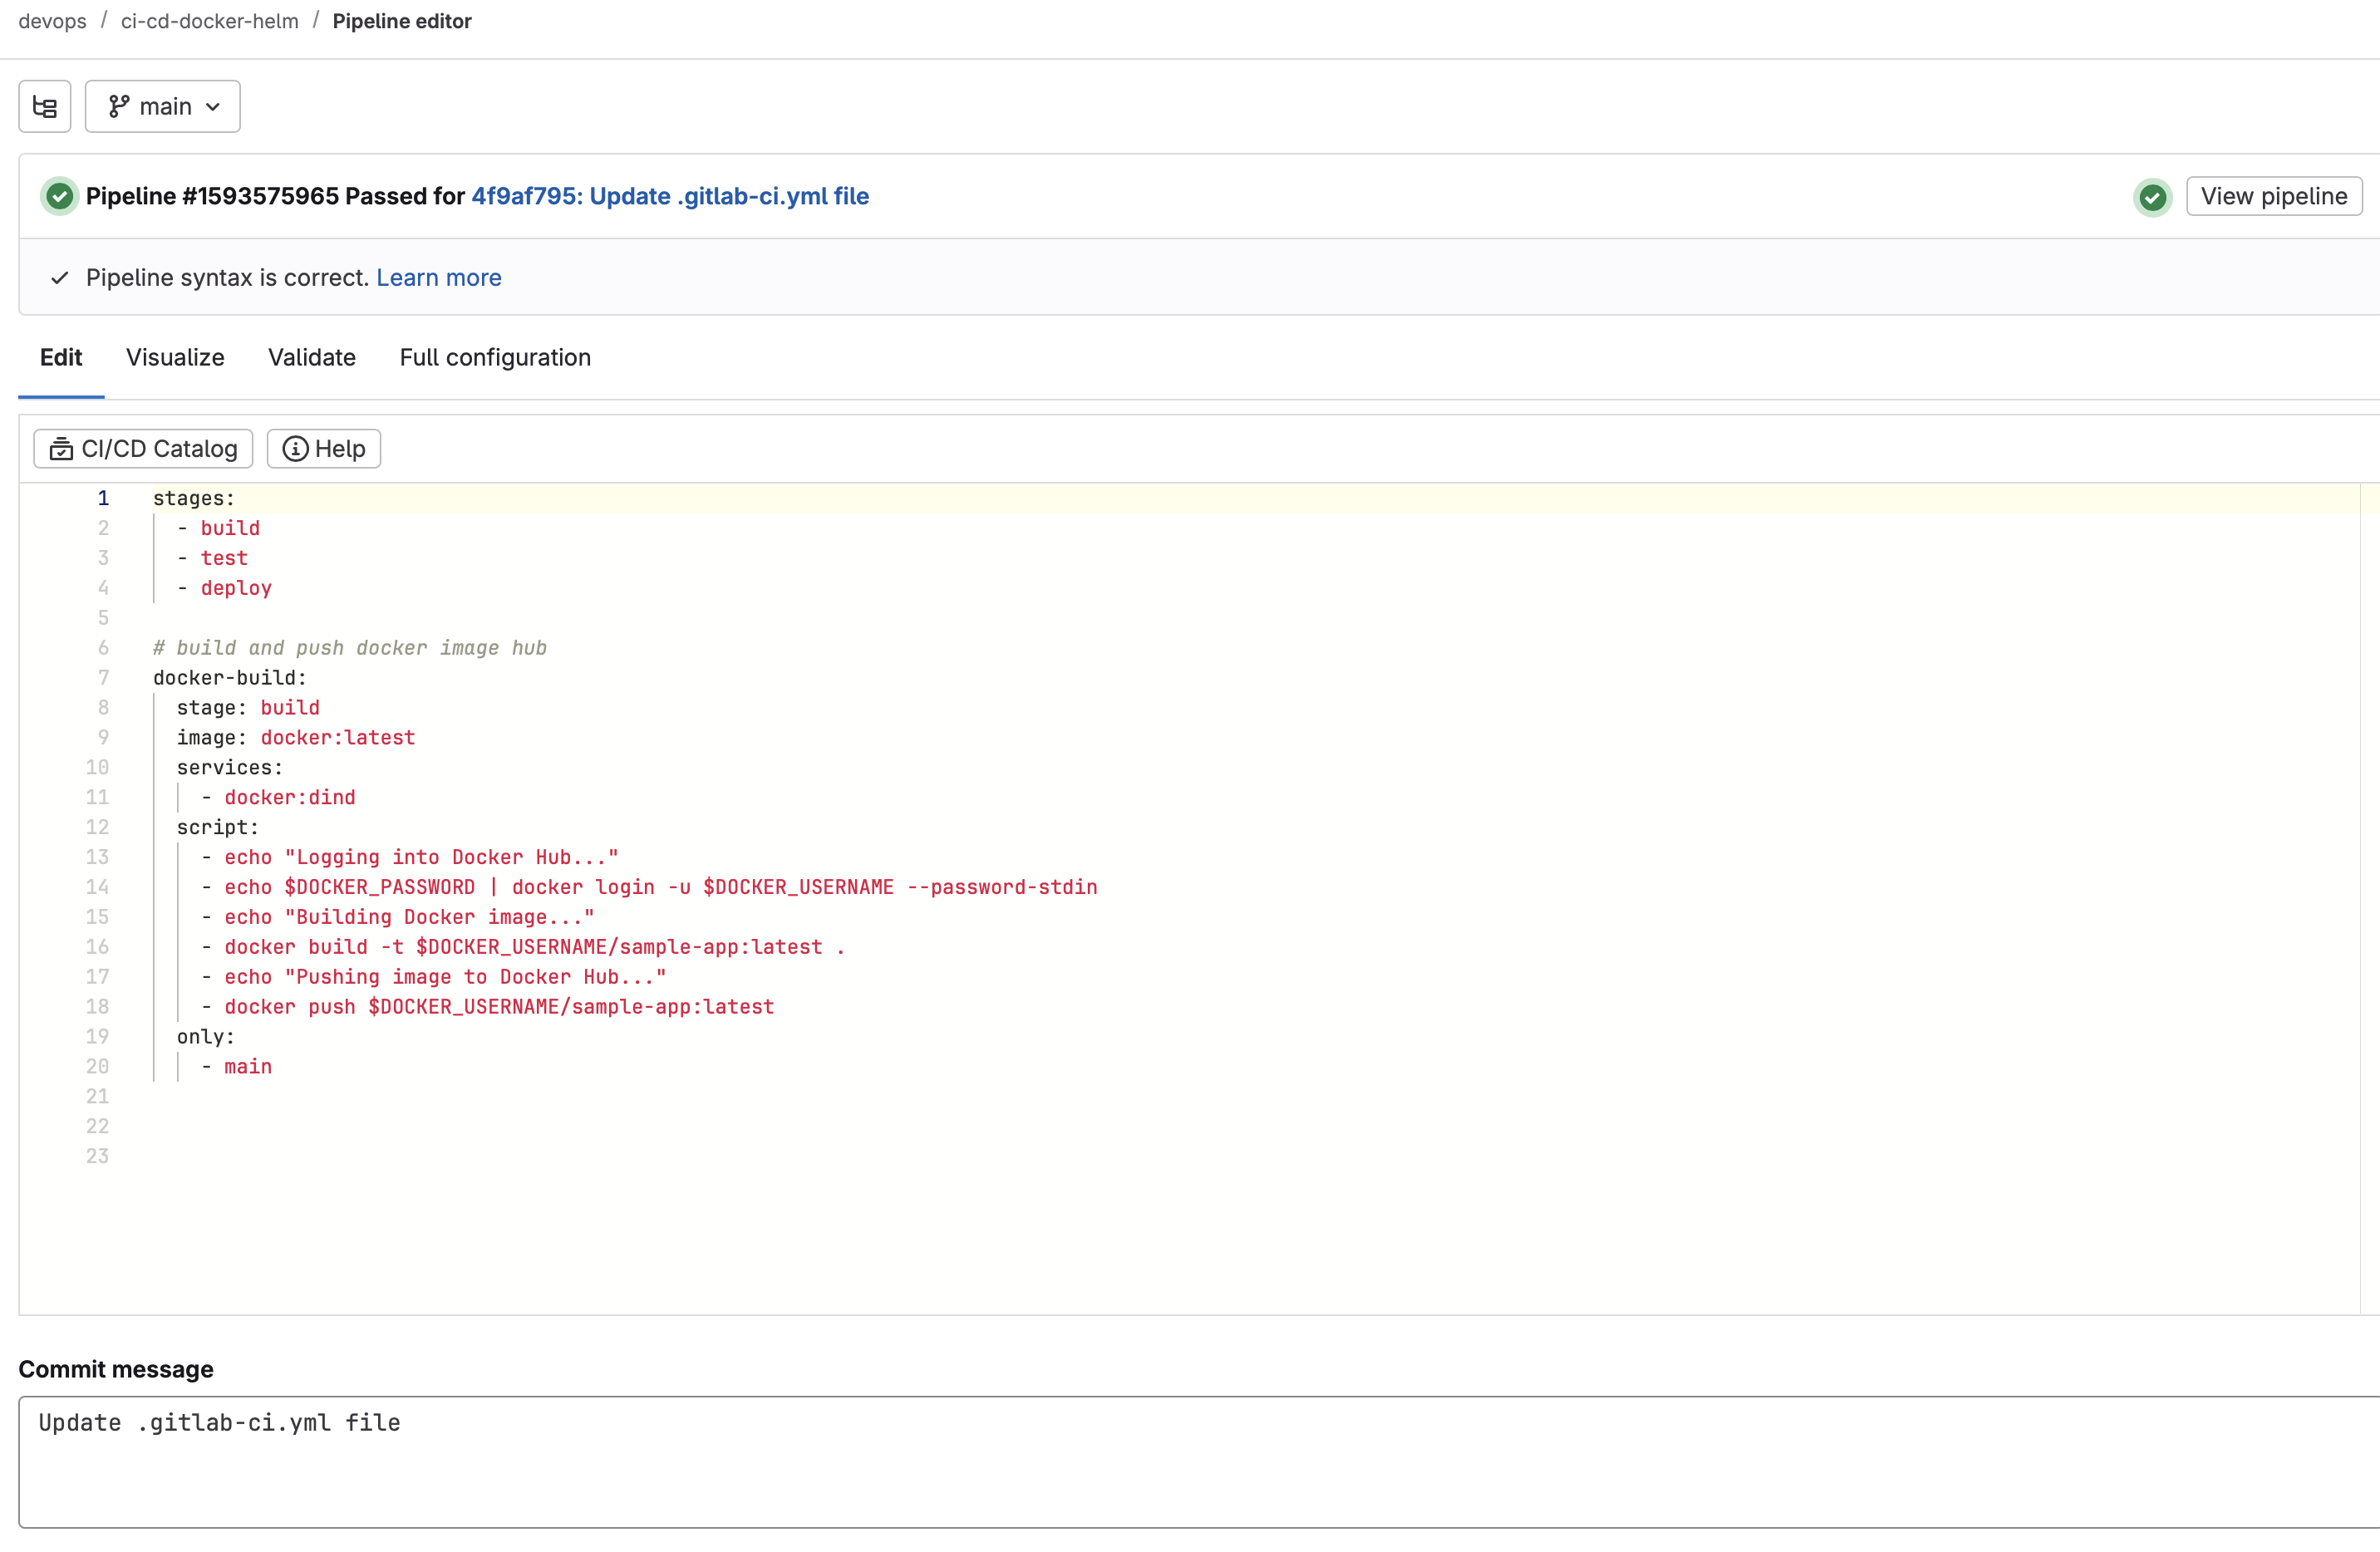 devops / ci-cd-docker-helm / Pipeline editor
main
Pipeline #1593575965 Passed for 4f9af795: Update .gitlab-ci.yml file
View pipeline
Pipeline syntax is correct. Learn more
Edit Visualize Validate Full configuration
CI/CD Catalog Help
1 stages:
2   - build
3   - test
4   - deploy
5
6 # build and push docker image hub
7 docker-build:
8   stage: build
9   image: docker:latest
10   services:
11     - docker:dind
12   script:
13     - echo "Logging into Docker Hub..."
14     - echo $DOCKER_PASSWORD | docker login -u $DOCKER_USERNAME --password-stdin
15     - echo "Building Docker image..."
16     - docker build -t $DOCKER_USERNAME/sample-app:latest .
17     - echo "Pushing image to Docker Hub..."
18     - docker push $DOCKER_USERNAME/sample-app:latest
19   only:
20     - main
21
22
23
Commit message
Update .gitlab-ci.yml file